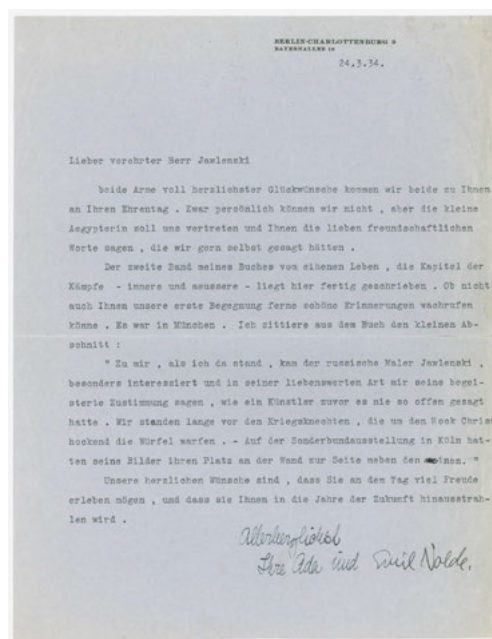 BERLIN-CHARLOTTENBURG 9
BAYERNALLEE 10
24.3.34.
Lieber verehrter Herr Jawlenski
beide Arme voll herzlichster Glückwünsche kommen wir beide zu Ihnen
an Ihren Ehrentag . Zwar persönlich können wir nicht , aber die kleine
Aegypterin soll uns vertreten und Ihnen die lieben freundschaftlichen
Worte sagen , die wir gern selbst gesagt hätten .
Der zweite Band meines Buches vom eihenen Leben , die Kapitel der
Kämpfe - innere und aeussere - liegt hier fertig geschrieben . Ob nicht
auch Ihnen unsere erste Begegnung ferne schöne Erinnerungen wachrufen
könne . Es war in München . Ich zittiere aus dem Buch den kleinen Ab-
schnitt :
" Zu mir , als ich da stand , kam der russische Maler Jawlenski ,
besonders interessiert und in seiner liebenswerten Art mir seine begei-
sterte Zustimmung sagen , wie ein Künstler zuvor es nie so offen gesagt
hatte . Wir standen lange vor den Kriegsknechten , die um den Rock Christ
hockend die Würfel warfen . - Auf der Sonderbundausstellung in Köln hat-
ten seine Bilder ihren Platz an der Wand zur Seite neben den meinen. "
Unsere herzlichen Wünsche sind , dass Sie an dem Tag viel Freude
erleben mögen , und dass sie Ihnen in die Jahre der Zukunft hinausstrah-
len wird .
Allerherzlichst
Ihre Ada und Emil Nolde.